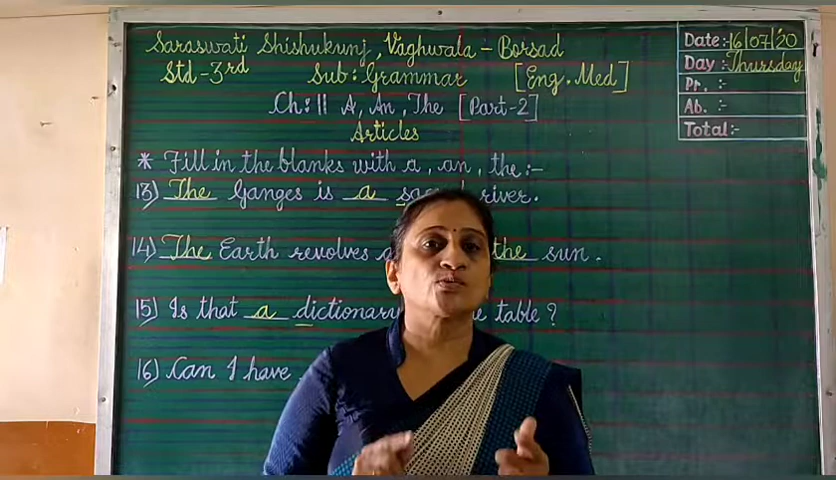 Saraswati Shishukunj, Vaghwala - Borsad
Std-3rd Sub: Grammar [Eng. Med]
Ch:11 A, An, The [Part-2]
Articles
Date: 16/07/20
Day: Thursday
Pr. :-
Ab. :-
Total:-
* Fill in the blanks with a, an, the :-
13) The Ganges is a river.
14) The Earth revolves the sun.
15) Is that a dictionary table?
16) Can I have